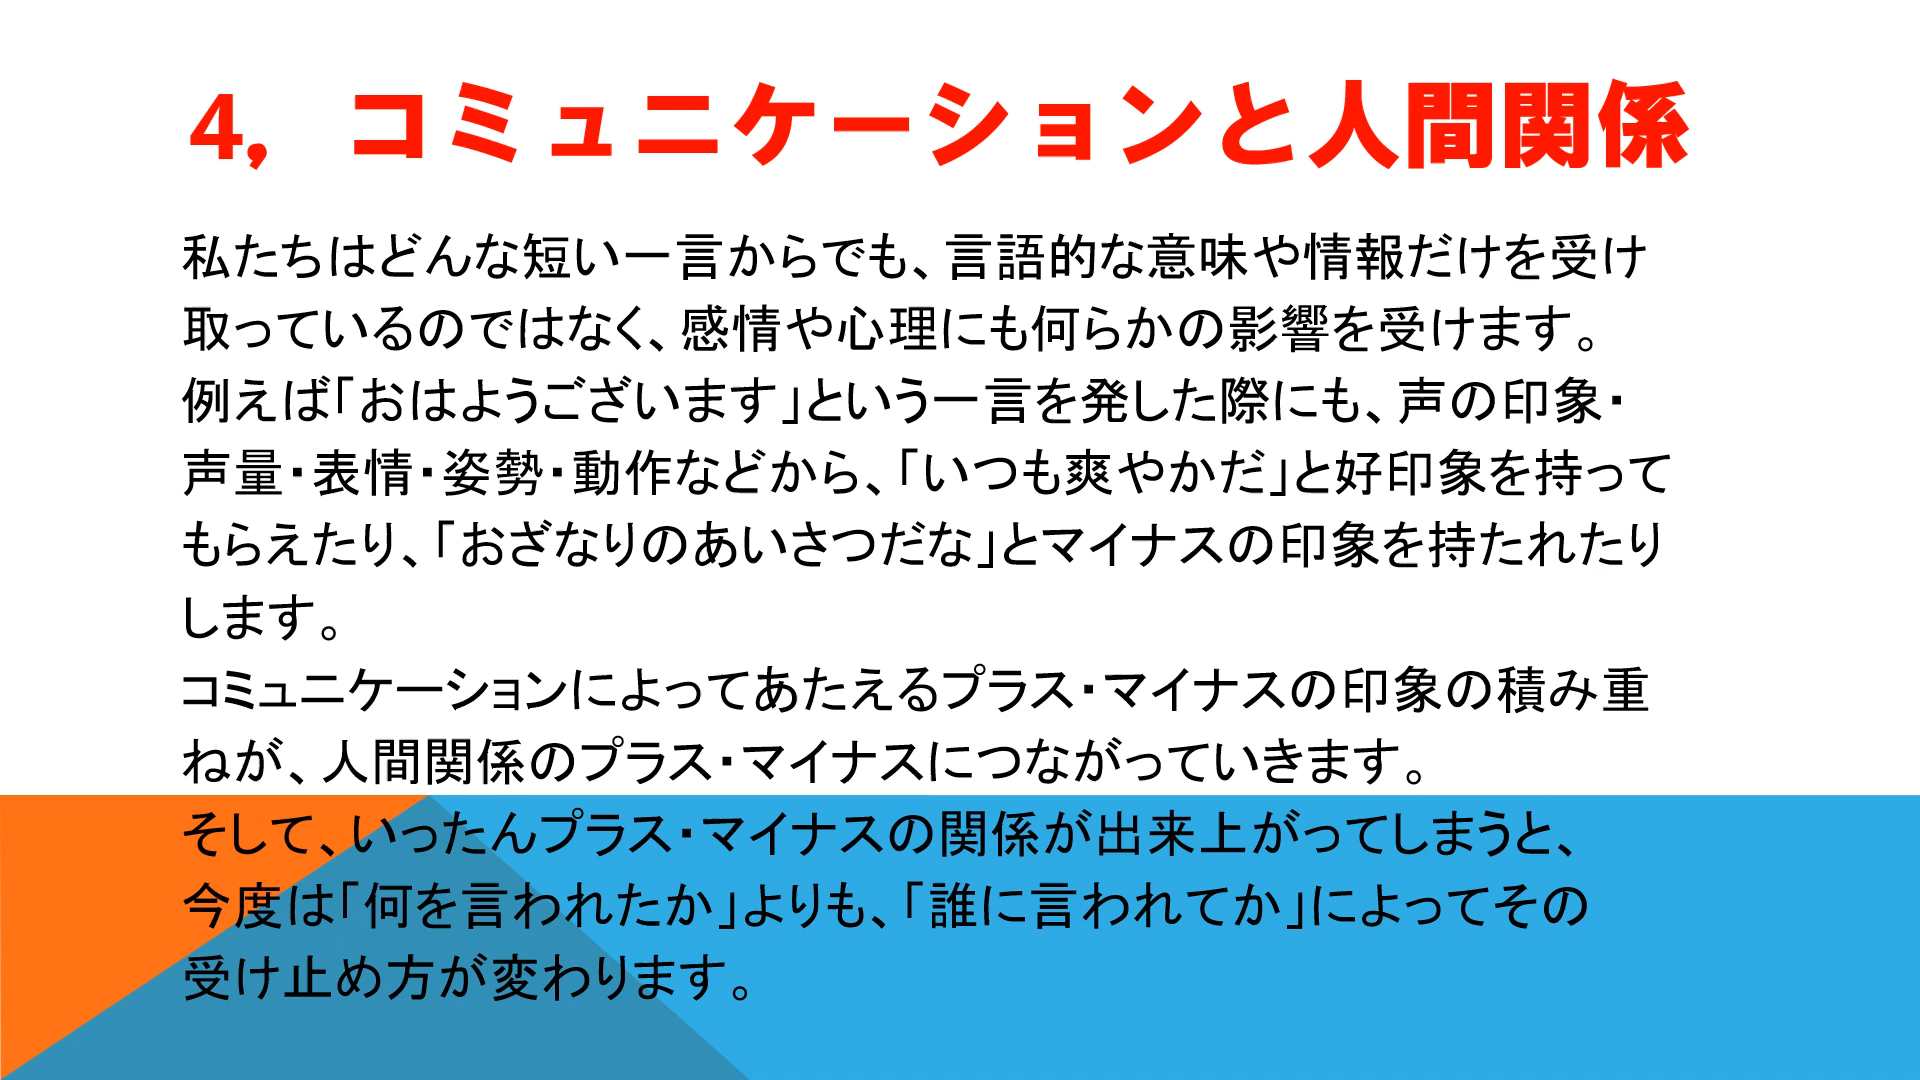 4,　コミュニケーションと人間関係
私たちはどんな短い一言からでも、言語的な意味や情報だけを受け
取っているのではなく、感情や心理にも何らかの影響を受けます。
例えば「おはようございます」という一言を発した際にも、声の印象・
声量・表情・姿勢・動作などから、「いつも爽やかだ」と好印象を持って
もらえたり、「おざなりのあいさつだな」とマイナスの印象を持たれたり
します。
コミュニケーションによってあたえるプラス・マイナスの印象の積み重
ねが、人間関係のプラス・マイナスにつながっていきます。
そして、いったんプラス・マイナスの関係が出来上がってしまうと、
今度は「何を言われたか」よりも、「誰に言われてか」によってその
受け止め方が変わります。